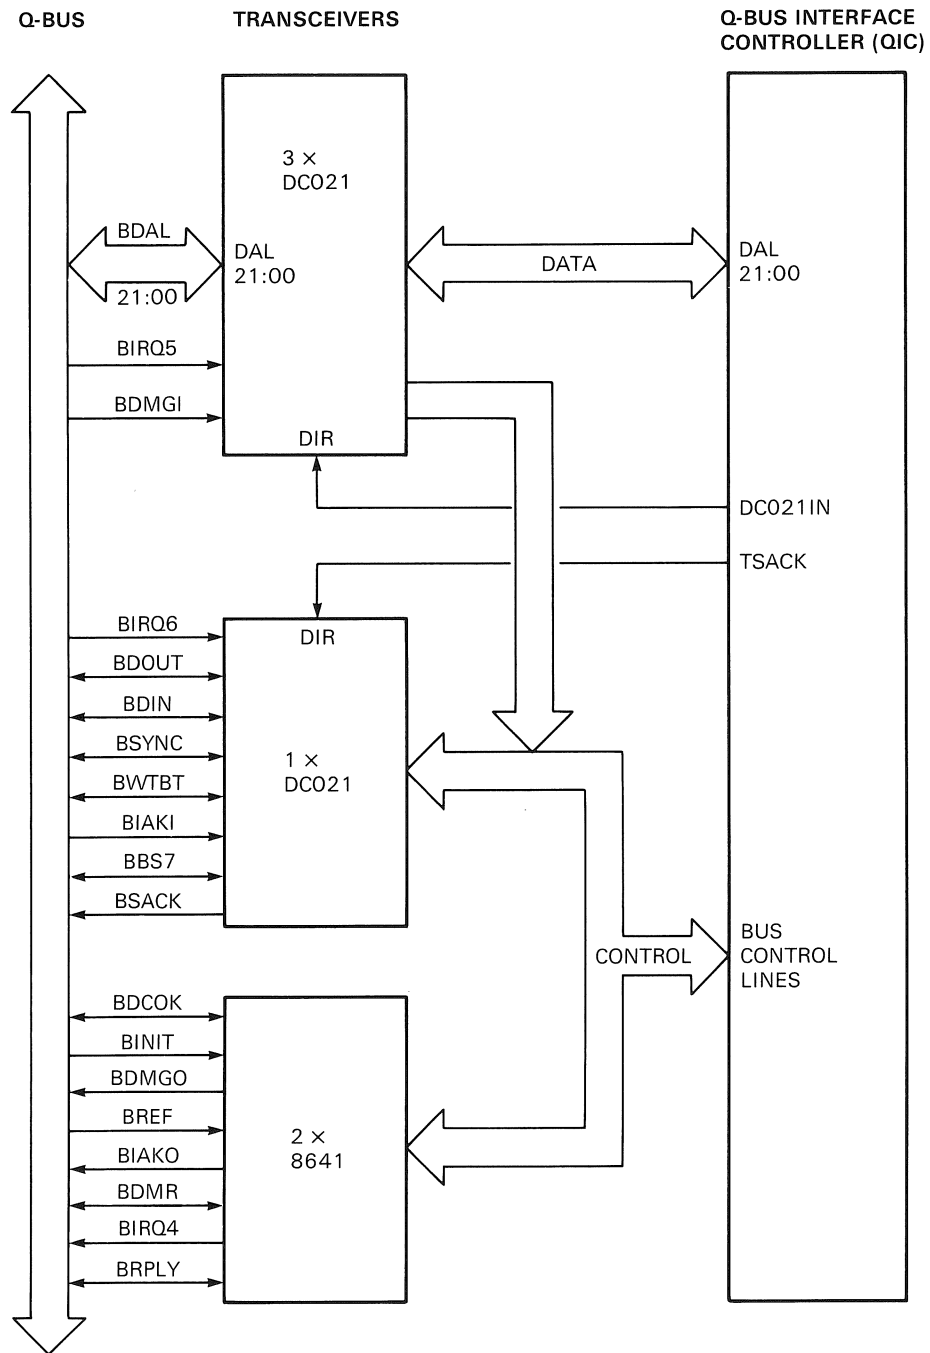 Q-BUS
TRANSCEIVERS
Q-BUS INTERFACE
CONTROLLER (QIC)
3 ×
DC021
BDAL
21:00
DAL
21:00
DATA
DAL
21:00
BIRQ5
BDMGI
DIR
DC021IN
TSACK
BIRQ6
DIR
BDOUT
BDIN
BSYNC
1 ×
DC021
BWTBT
BIAKI
BBS7
BSACK
CONTROL
BUS
CONTROL
LINES
BDCOK
BINIT
BDMGO
BREF
2 ×
8641
BIAKO
BDMR
BIRQ4
BRPLY